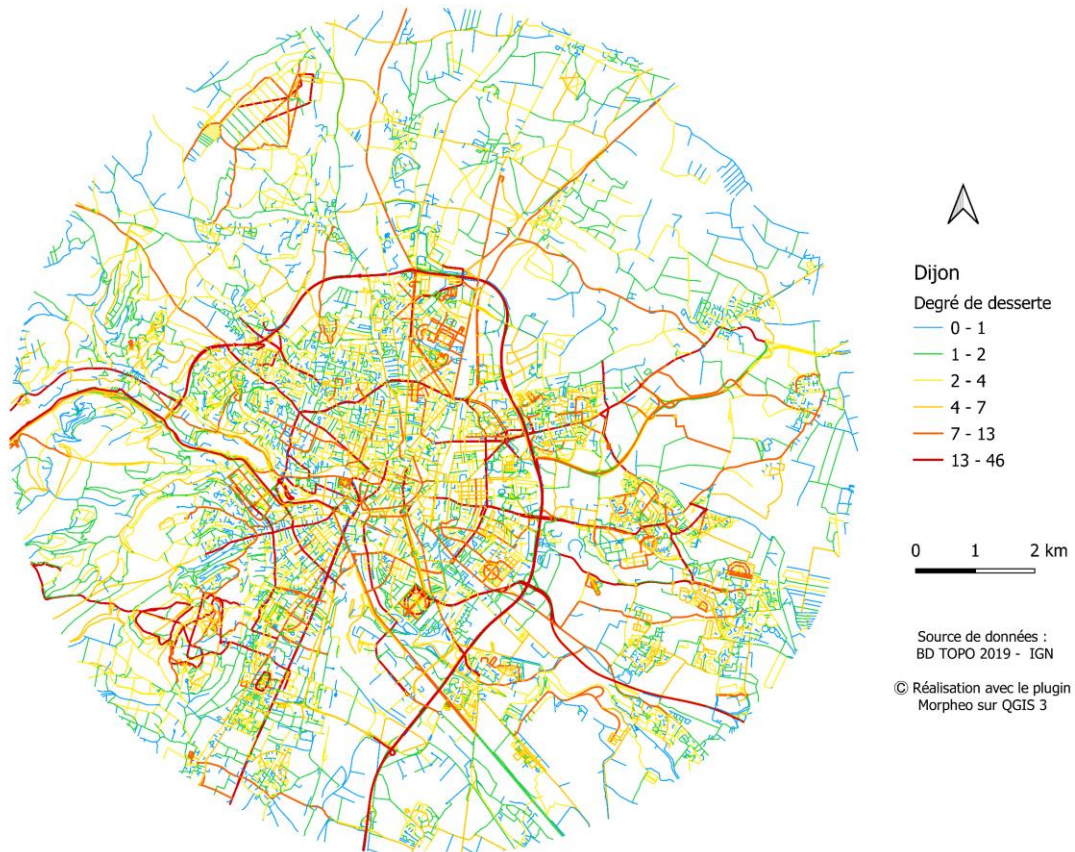 Dijon
Degré de desserte
0 - 1
1 - 2
2 - 4
4 - 7
7 - 13
13 - 46
0 1 2 km
Source de données :
BD TOPO 2019 - IGN
© Réalisation avec le plugin
Morpheo sur QGIS 3